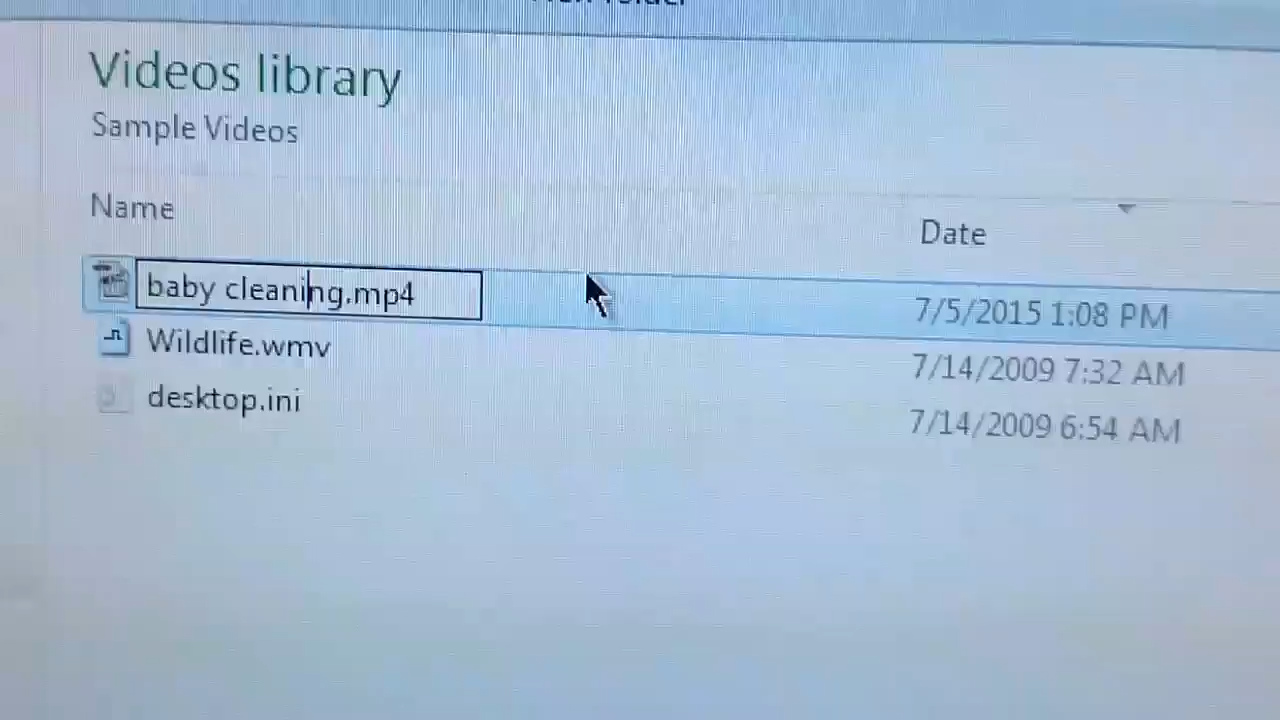 Videos library
Sample Videos
Name
Date
baby cleaning.mp4
7/5/2015 1:08 PM
Wildlife.wmv
7/14/2009 7:32 AM
desktop.ini
7/14/2009 6:54 AM